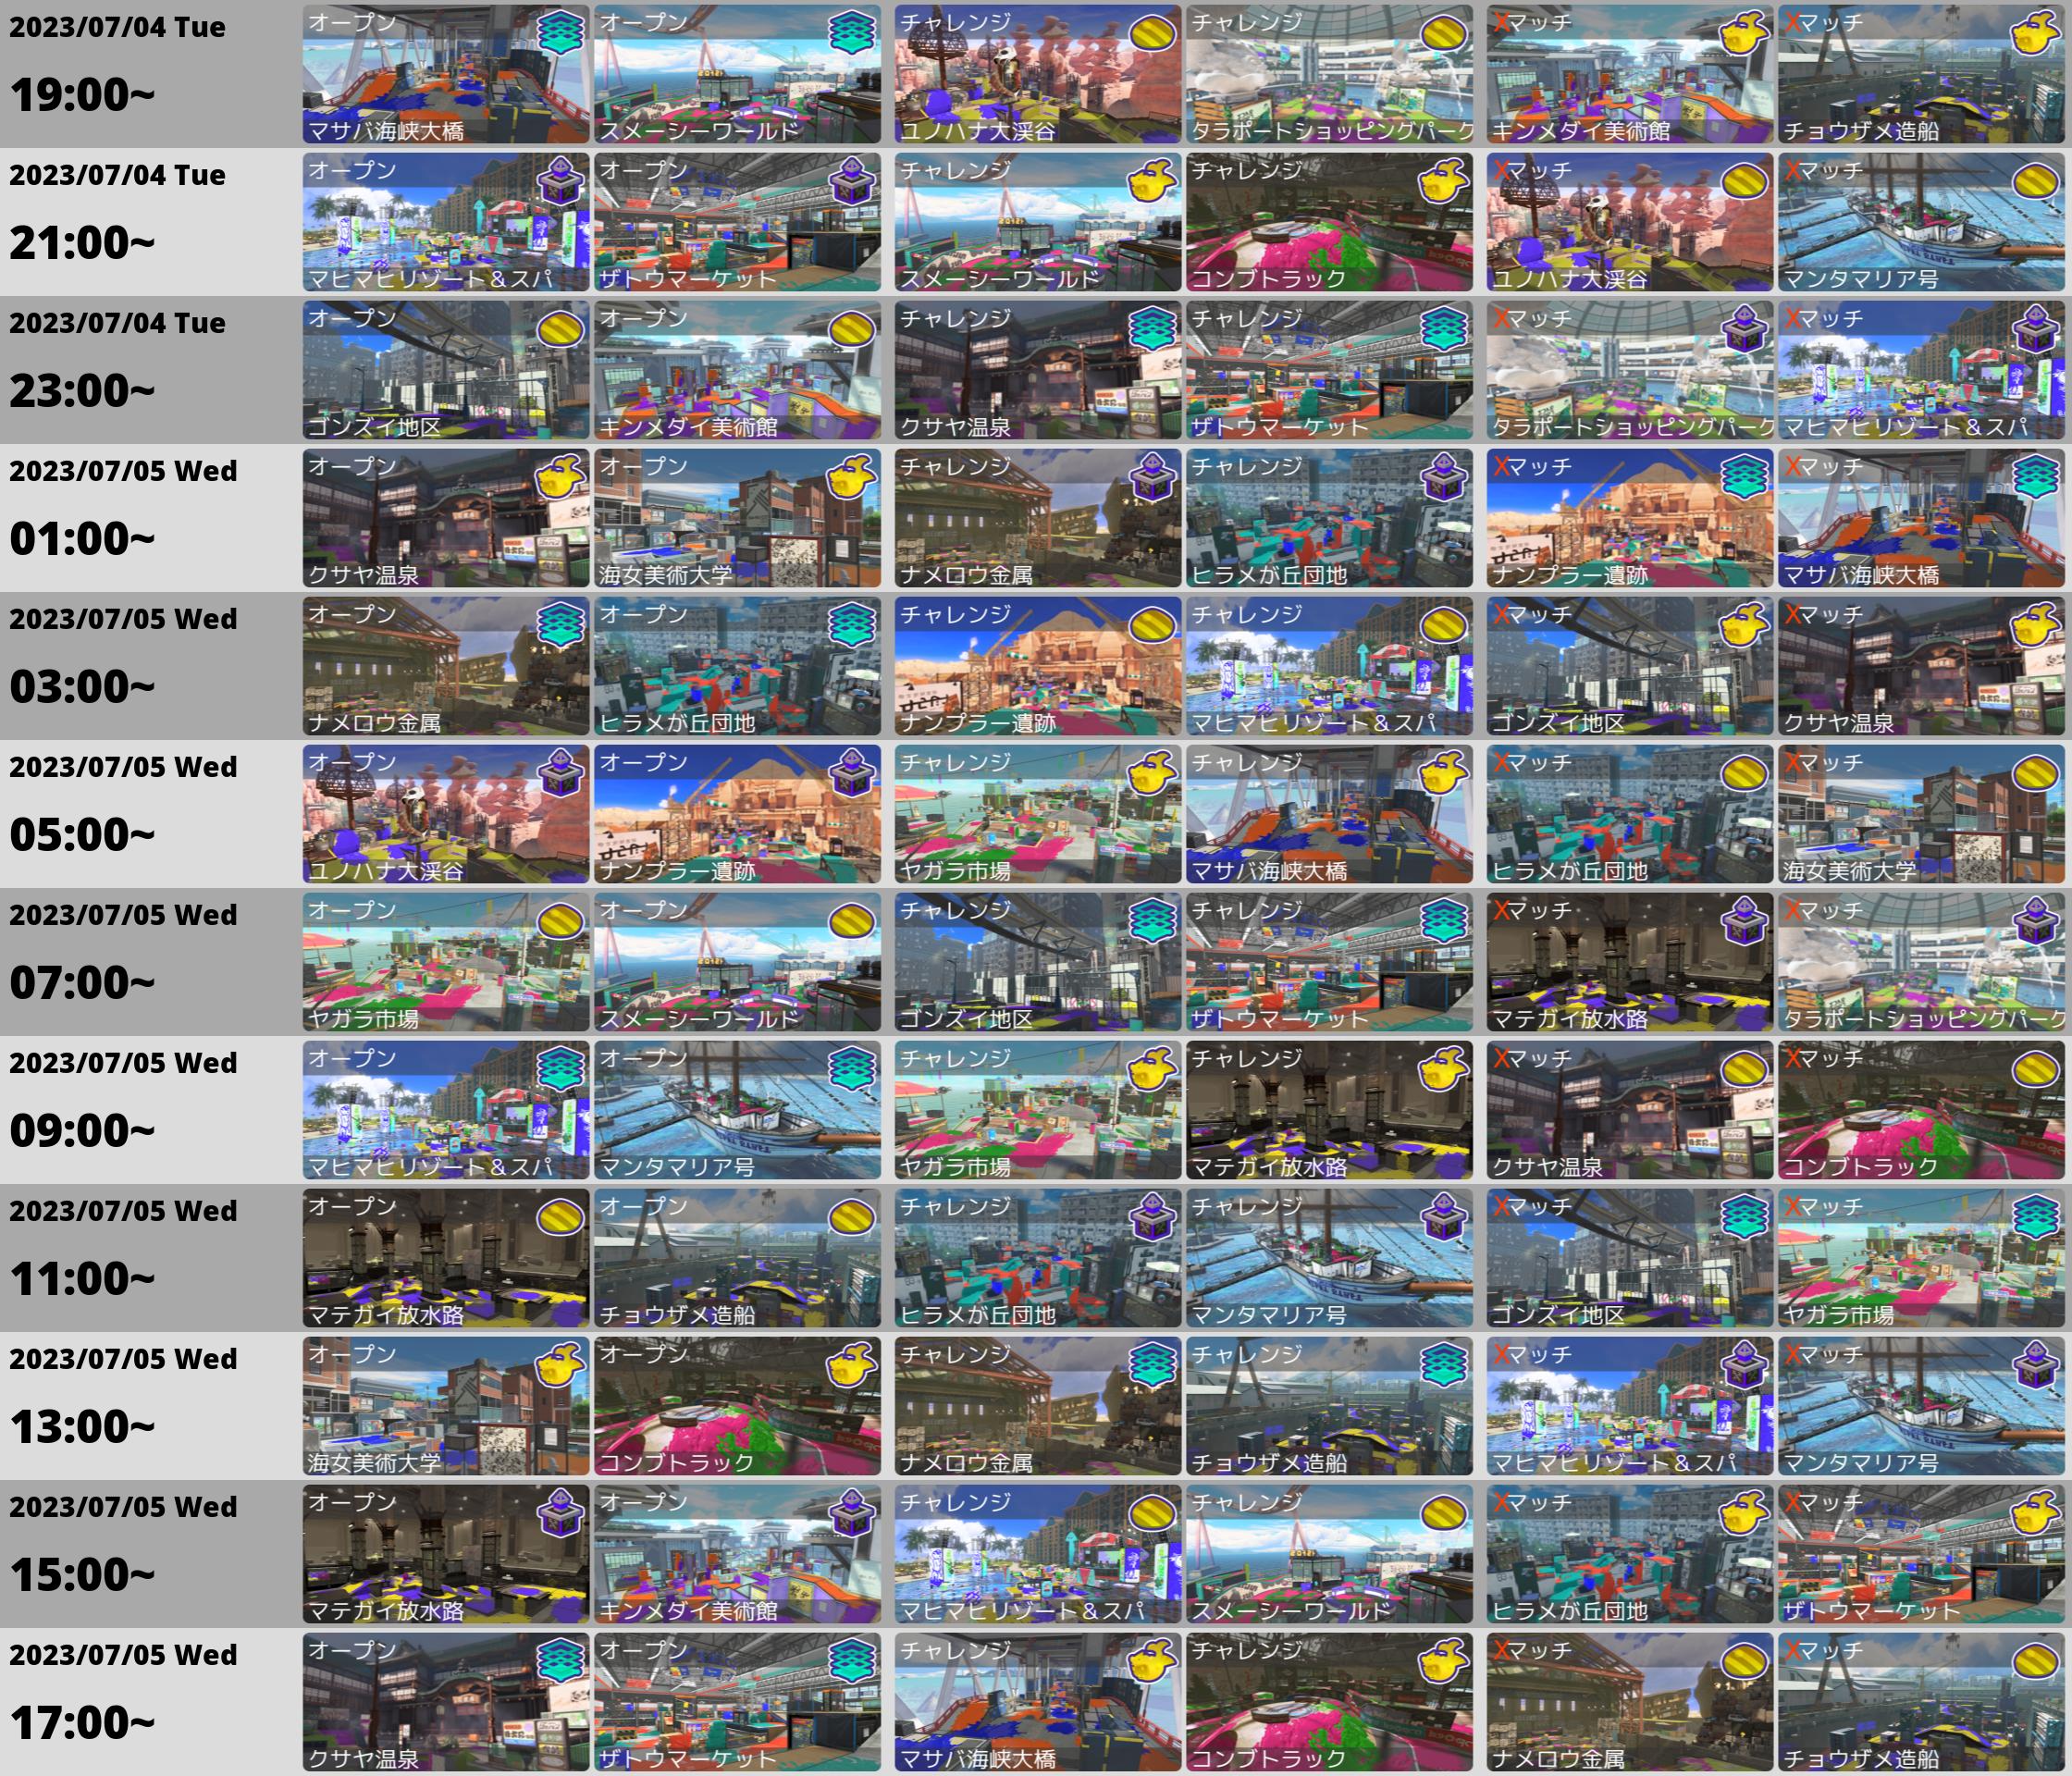 2023/07/04 Tue
19:00~
オープン オープン チャレンジ チャレンジ Xマッチ Xマッチ
マサバ海峡大橋 スメーシーワールド ユノハナ大渓谷 タラポートショッピングパーク キンメダイ美術館 チョウザメ造船
2023/07/04 Tue
21:00~
オープン オープン チャレンジ チャレンジ Xマッチ Xマッチ
マヒマヒリゾート&スパ ザトウマーケット スメーシーワールド コンブトラック ユノハナ大渓谷 マンタマリア号
2023/07/04 Tue
23:00~
オープン オープン チャレンジ チャレンジ Xマッチ Xマッチ
ゴンズイ地区 キンメダイ美術館 クサヤ温泉 ザトウマーケット タラポートショッピングパーク マヒマヒリゾート&スパ
2023/07/05 Wed
01:00~
オープン オープン チャレンジ チャレンジ Xマッチ Xマッチ
クサヤ温泉 海女美術大学 ナメロウ金属 ヒラメが丘団地 ナンプラー遺跡 マサバ海峡大橋
2023/07/05 Wed
03:00~
オープン オープン チャレンジ チャレンジ Xマッチ Xマッチ
ナメロウ金属 ヒラメが丘団地 ナンプラー遺跡 マヒマヒリゾート&スパ ゴンズイ地区 クサヤ温泉
2023/07/05 Wed
05:00~
オープン オープン チャレンジ チャレンジ Xマッチ Xマッチ
ユノハナ大渓谷 ナンプラー遺跡 ヤガラ市場 マサバ海峡大橋 ヒラメが丘団地 海女美術大学
2023/07/05 Wed
07:00~
オープン オープン チャレンジ チャレンジ Xマッチ Xマッチ
ヤガラ市場 スメーシーワールド ゴンズイ地区 ザトウマーケット マテガイ放水路 タラポートショッピングパーク
2023/07/05 Wed
09:00~
オープン オープン チャレンジ チャレンジ Xマッチ Xマッチ
マヒマヒリゾート&スパ マンタマリア号 ヤガラ市場 マテガイ放水路 クサヤ温泉 コンブトラック
2023/07/05 Wed
11:00~
オープン オープン チャレンジ チャレンジ Xマッチ Xマッチ
マテガイ放水路 チョウザメ造船 ヒラメが丘団地 マンタマリア号 ゴンズイ地区 ヤガラ市場
2023/07/05 Wed
13:00~
オープン オープン チャレンジ チャレンジ Xマッチ Xマッチ
海女美術大学 コンブトラック ナメロウ金属 チョウザメ造船 マヒマヒリゾート&スパ マンタマリア号
2023/07/05 Wed
15:00~
オープン オープン チャレンジ チャレンジ Xマッチ Xマッチ
マテガイ放水路 キンメダイ美術館 マヒマヒリゾート&スパ スメーシーワールド ヒラメが丘団地 ザトウマーケット
2023/07/05 Wed
17:00~
オープン オープン チャレンジ チャレンジ Xマッチ Xマッチ
クサヤ温泉 ザトウマーケット マサバ海峡大橋 コンブトラック ナメロウ金属 チョウザメ造船